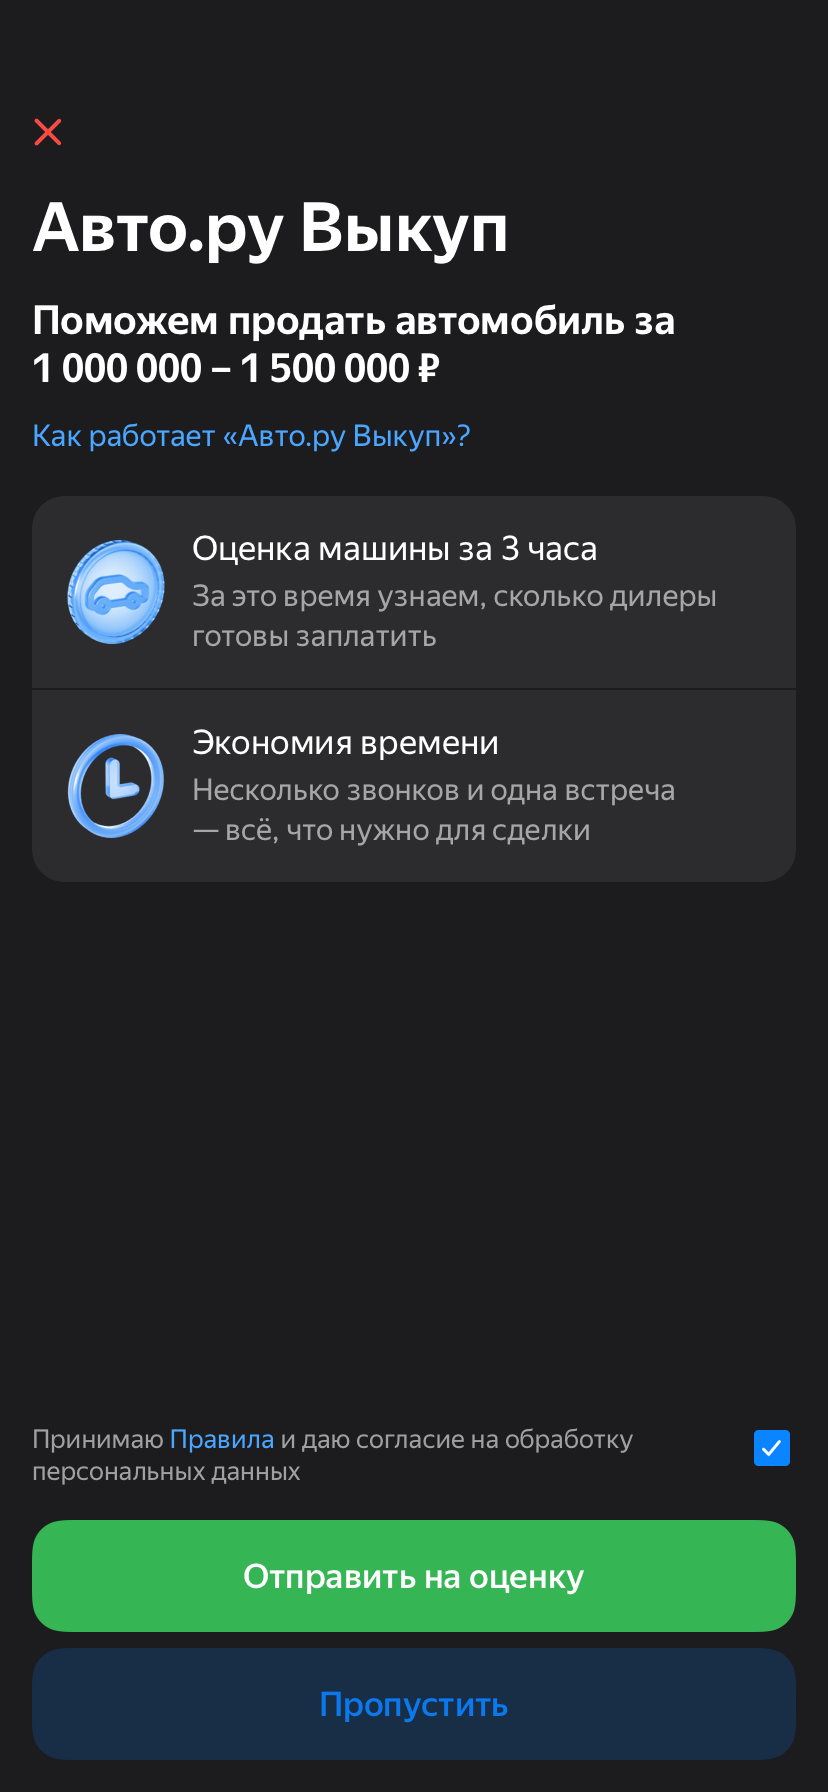 Авто.ру Выкуп
Поможем продать автомобиль за
1 000 000 – 1 500 000 ₽
Как работает «Авто.ру Выкуп»?
Оценка машины за 3 часа
За это время узнаем, сколько дилеры
готовы заплатить
Экономия времени
Несколько звонков и одна встреча
— всё, что нужно для сделки
Принимаю Правила и даю согласие на обработку
персональных данных
Отправить на оценку
Пропустить